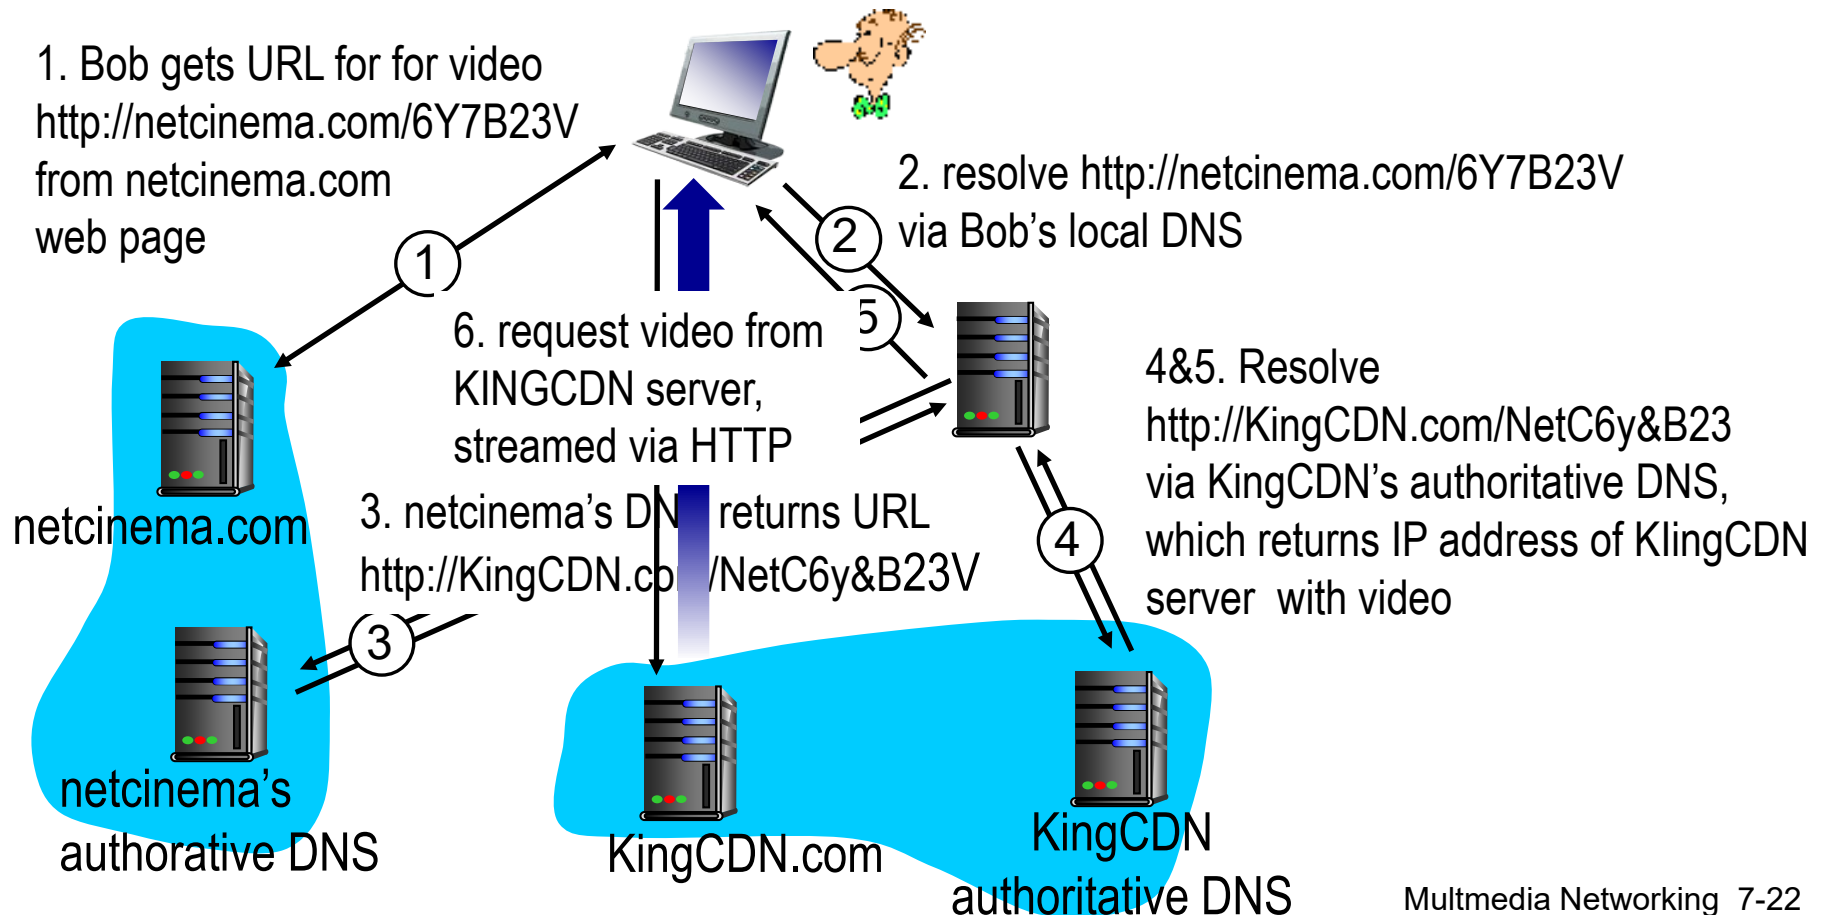 1. Bob gets URL for for video
http://netcinema.com/6Y7B23V
from netcinema.com
web page
1
2. resolve http://netcinema.com/6Y7B23V
via Bob’s local DNS
2
5
6. request video from
KINGCDN server,
streamed via HTTP
4&5. Resolve
http://KingCDN.com/NetC6y&B23
via KingCDN’s authoritative DNS,
which returns IP address of KIingCDN
server with video
4
netcinema.com
3. netcinema’s DN returns URL
http://KingCDN.co /NetC6y&B23V
3
netcinema’s
authorative DNS
KingCDN.com
KingCDN
authoritative DNS
Multmedia Networking 7-22